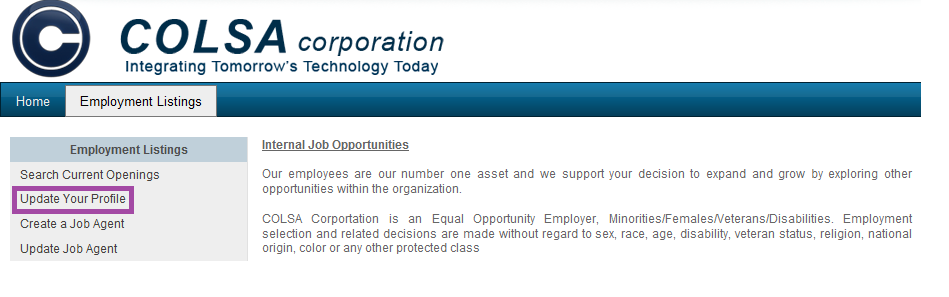 C
COLSA corporation
Integrating Tomorrow's Technology Today
Home
Employment Listings
Employment Listings
Search Current Openings
Update Your Profile
Create a Job Agent
Update Job Agent
Internal Job Opportunities
Our employees are our number one asset and we support your decision to expand and grow by exploring other
opportunities within the organization.
COLSA Corportation is an Equal Opportunity Employer, Minorities/Females/Veterans/Disabilities. Employment
selection and related decisions are made without regard to sex, race, age, disability, veteran status, religion, national
origin, color or any other protected class